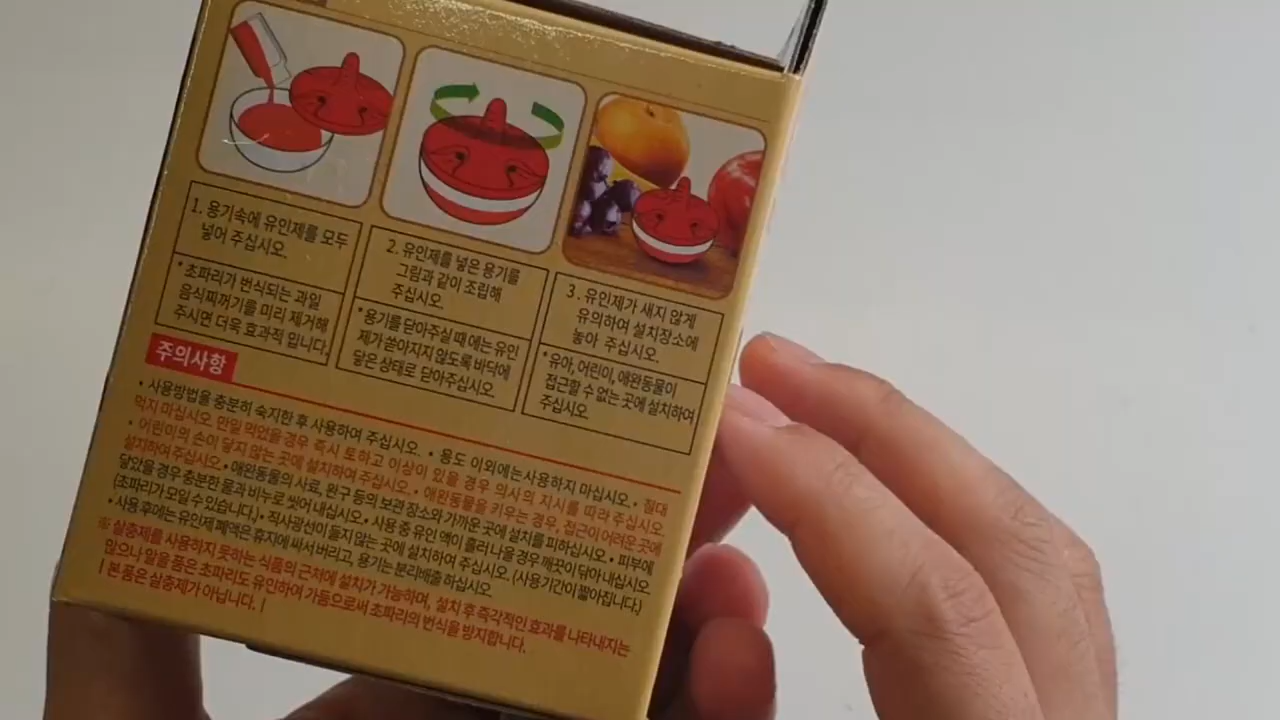 1. 용기속에 유인제를 모두
넣어 주십시오.
* 초파리가 번식되는 과일
음식찌꺼기를 미리 제거해
주시면 더욱 효과적 입니다.
2. 유인제를 넣은 용기를
그림과 같이 조립해
주십시오.
* 용기를 닫아주실 때 에는 유인
제가 쏟아지지 않도록 바닥에
닿은 상태로 닫아주십시오.
3. 유인제가 새지 않게
유의하여 설치장소에
놓아 주십시오.
* 유아, 어린이, 애완동물이
접근할 수 없는 곳에 설치하여
주십시오.
주의사항
• 사용방법을 충분히 숙지한 후 사용하여 주십시오. • 용도 이외에는사용하지 마십시오. • 절대
먹지 마십시오. 만일 먹었을 경우 즉시 토하고 이상이 있을 경우 의사의 지시를 따라 주십시오
• 어린이의 손이 닿지 않는 곳에 설치하여 주십시오. • 애완동물을 키우는 경우, 접근이 어려운 곳에
설치하여 주십시오. • 애완동물의 사료, 완구 등의 보관 장소와 가까운 곳에 설치를 피하십시오. • 피부에
닿았을 경우 충분한 물과 비누로 씻어 내십시오. • 사용 중 유인 액이 흘러 나올 경우 깨끗이 닦아 내십시오
(초파리가 모일 수 있습니다.) • 직사광선이 들지 않는 곳에 설치하여 주십시오. (사용기간이 짧아집니다.)
• 사용 후에는 유인제 폐액은 휴지에 싸서 버리고, 용기는 분리배출 하십시오
※ 살충제를 사용하지 못하는 식품의 근처에 설치가 가능하며, 설치 후 즉각적인 효과를 나타내지는
않으나 알을 품은 초파리도 유인하여 가둠으로써 초파리의 번식을 방지합니다.
| 본 품은 살충제가 아닙니다. |